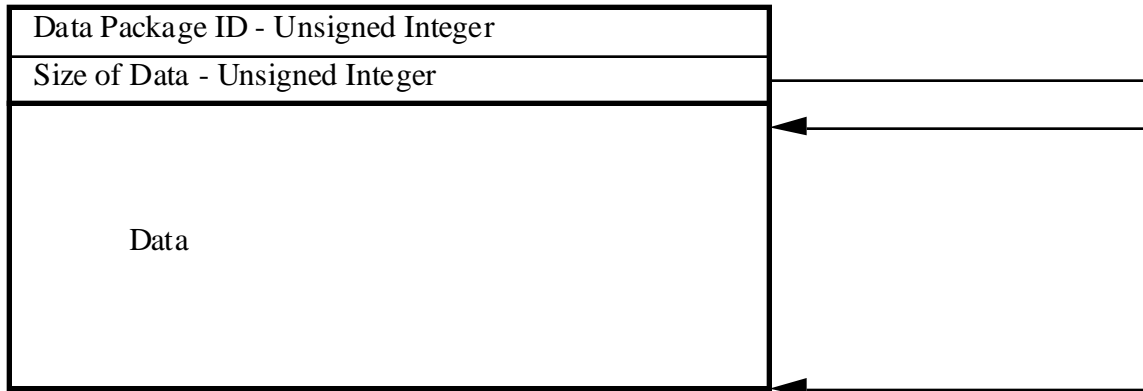 Data Package ID - Unsigned Integer
Size of Data - Unsigned Integer
Data